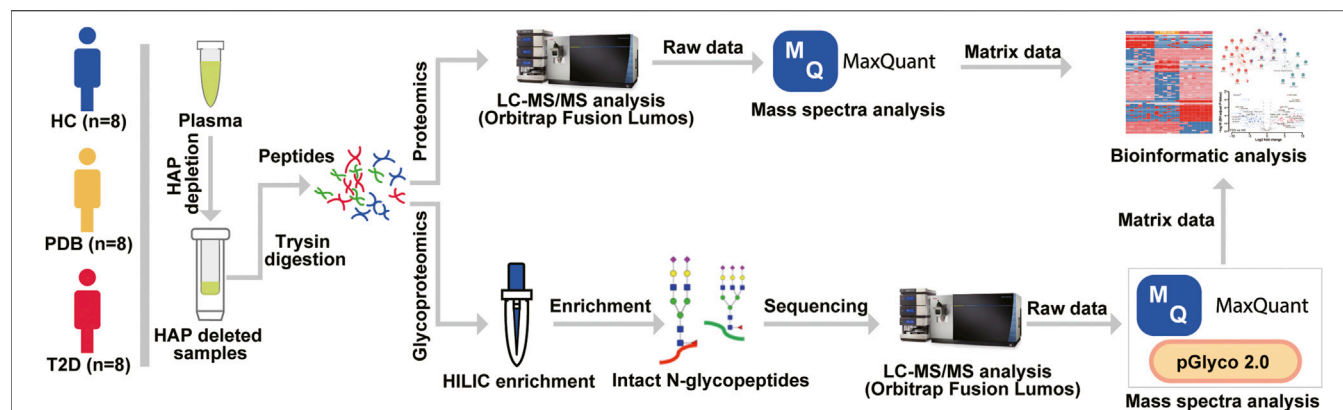 HC (n=8)
PDB (n=8)
T2D (n=8)
Plasma
HAP
depletion
HAP deleted
samples
Trysin
digestion
Peptides
Proteomics
Glycoproteomics
LC-MS/MS analysis
(Orbitrap Fusion Lumos)
Raw data
M
Q
MaxQuant
Mass spectra analysis
Matrix data
Bioinformatic analysis
HILIC enrichment
Enrichment
Intact N-glycopeptides
Sequencing
LC-MS/MS analysis
(Orbitrap Fusion Lumos)
Raw data
M
Q
MaxQuant
pGlyco 2.0
Mass spectra analysis
Matrix data
Log2 fold change